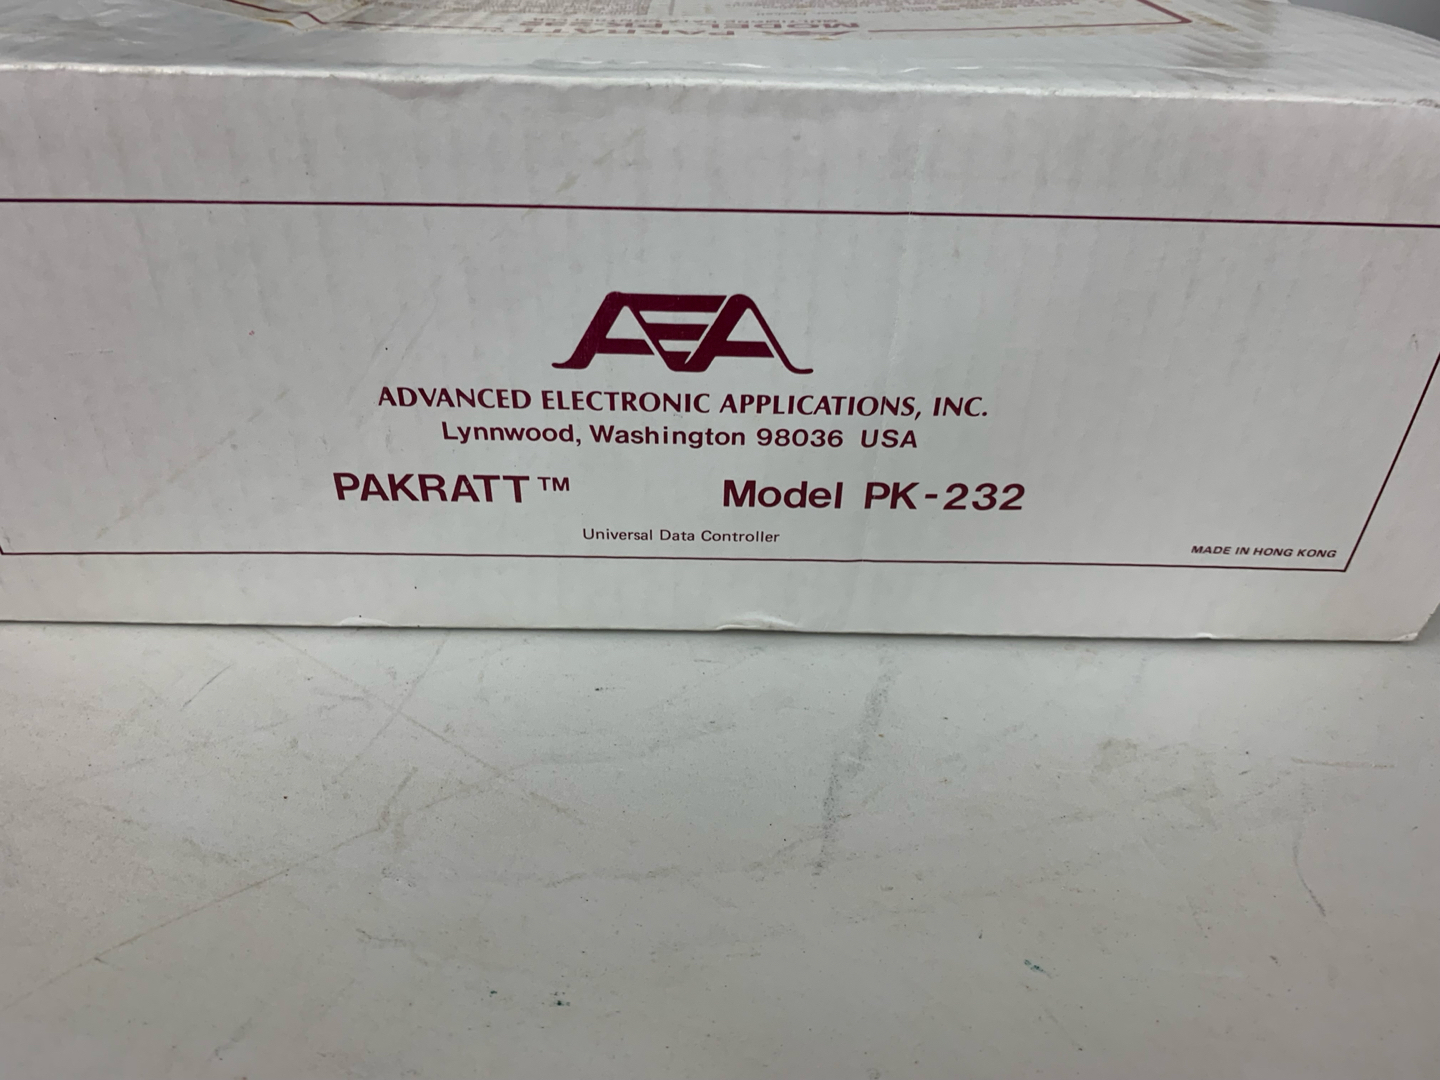 AEA
ADVANCED ELECTRONIC APPLICATIONS, INC.
Lynnwood, Washington 98036 USA
PAKRATT™ Model PK-232
Universal Data Controller
MADE IN HONG KONG